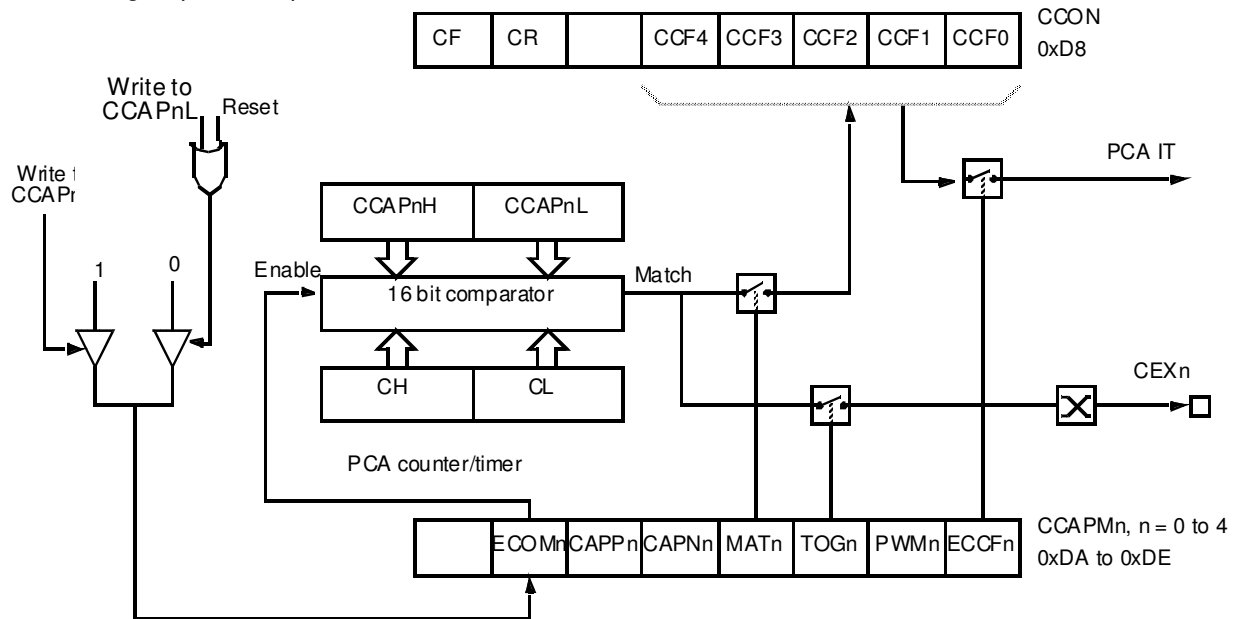 CF CR CCF4 CCF3 CCF2 CCF1 CCF0
CCON
0xD8
Write to
CCAPnL
Reset
Write
PCA IT
CCAPnH CCAPnL
1
0
Enable
16 bit comparator
Match
CH CL
CEXn
PCA counter/timer
ECOMn CAPPn CAPNn MATn TOGn PWMn ECCFn
CCAPMn, n = 0 to 4
0xDA to 0xDE